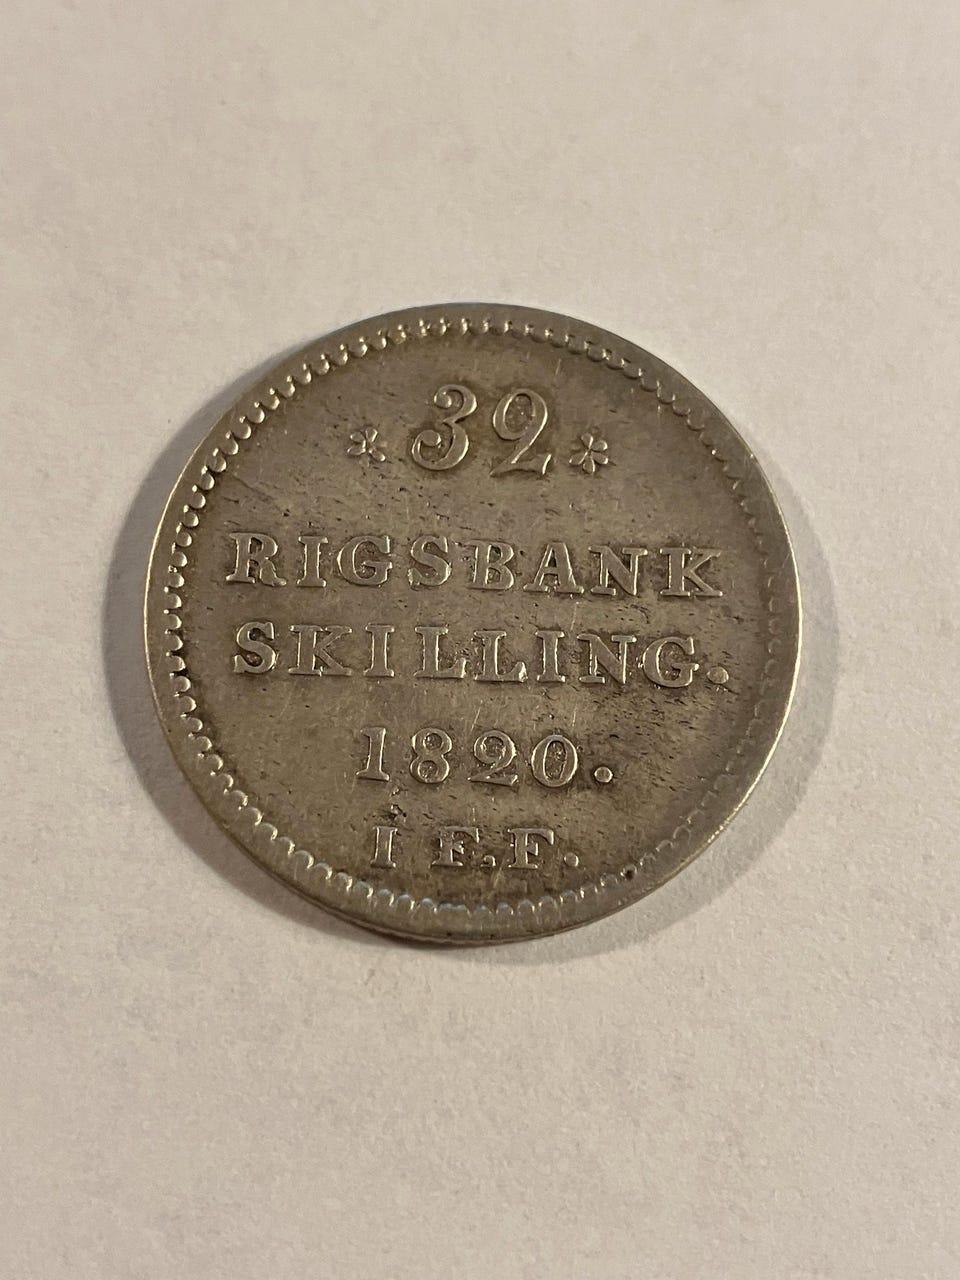 * 32 *
RIGSBANK
SKILLING.
1820.
I F.F.